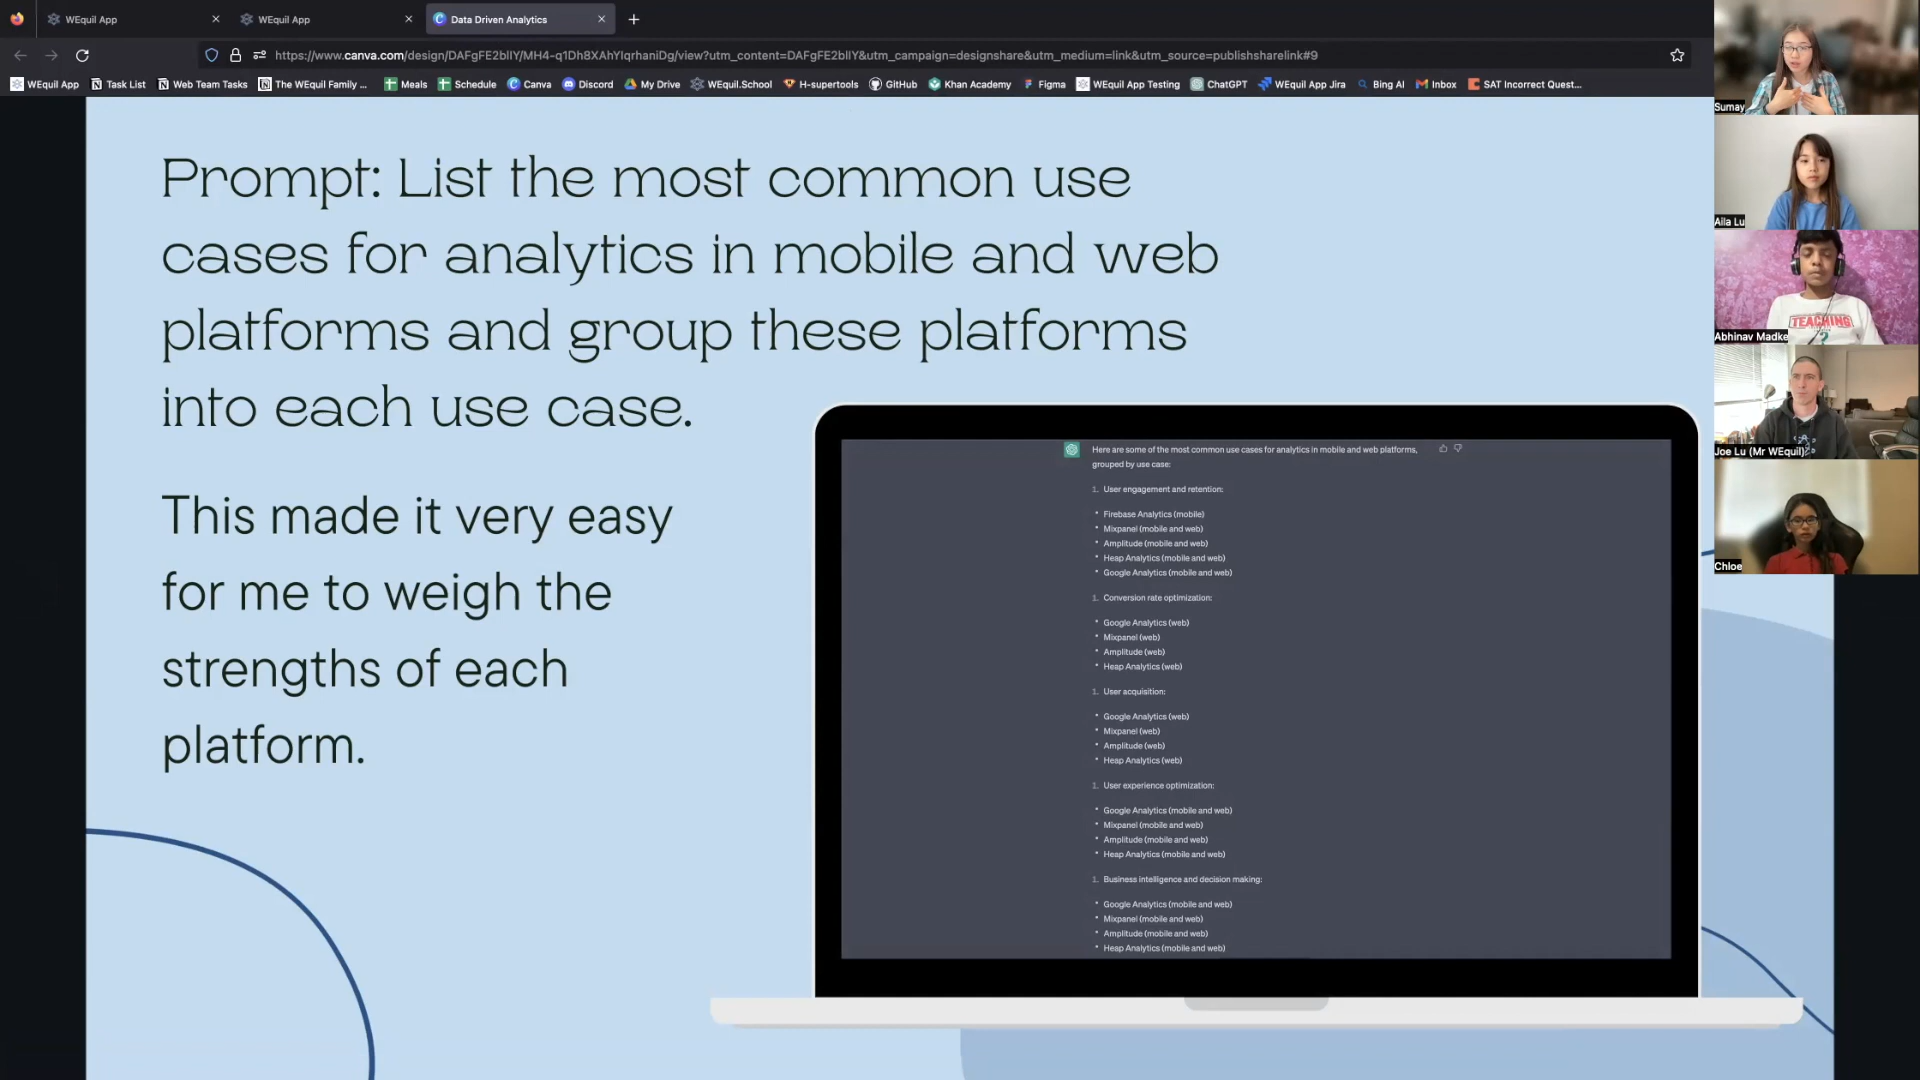 WEquil App
WEquil App
Data Driven Analytics
https://www.canva.com/design/DAFgFE2blIY/MH4-q1Dh8XAhYIqrhaniDg/view?utm_content=DAFgFE2blIY&utm_campaign=designshare&utm_medium=link&utm_source=publishsharelink#9
WEquil App Task List Web Team Tasks The WEquil Family ... Meals Schedule Canva Discord My Drive WEquil.School H-supertools GitHub Khan Academy Figma WEquil App Testing ChatGPT WEquil App Jira Bing AI Inbox SAT Incorrect Quest...
Prompt: List the most common use
cases for analytics in mobile and web
platforms and group these platforms
into each use case.
This made it very easy
for me to weigh the
strengths of each
platform.
Here are some of the most common use cases for analytics in mobile and web platforms,
grouped by use case:
1. User engagement and retention:
• Firebase Analytics (mobile)
• Mixpanel (mobile and web)
• Amplitude (mobile and web)
• Heap Analytics (mobile and web)
• Google Analytics (mobile and web)
1. Conversion rate optimization:
• Google Analytics (web)
• Mixpanel (web)
• Amplitude (web)
• Heap Analytics (web)
1. User acquisition:
• Google Analytics (web)
• Mixpanel (web)
• Amplitude (web)
• Heap Analytics (web)
1. User experience optimization:
• Google Analytics (mobile and web)
• Mixpanel (mobile and web)
• Amplitude (mobile and web)
• Heap Analytics (mobile and web)
1. Business intelligence and decision making:
• Google Analytics (mobile and web)
• Mixpanel (mobile and web)
• Amplitude (mobile and web)
• Heap Analytics (mobile and web)
Sumay
Aila Lu
TEACHING
Abhinav Madke
Joe Lu (Mr WEquil)
Chloe